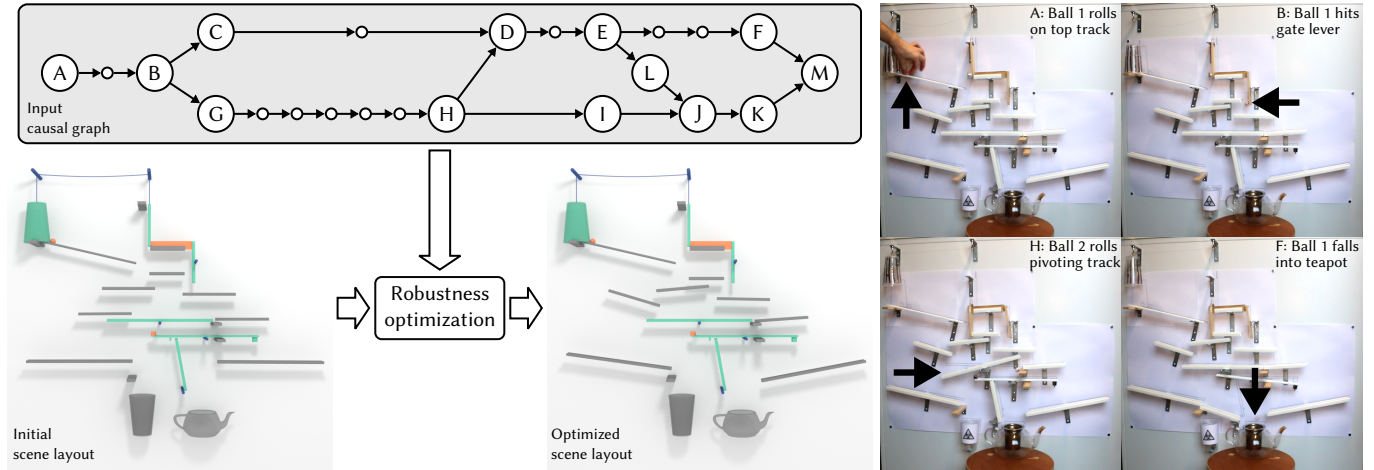 A
B
C
G
D
H
E
L
I
J
F
K
M
Input
causal graph
Robustness
optimization
Initial
scene layout
Optimized
scene layout
A: Ball 1 rolls
on top track
B: Ball 1 hits
gate lever
H: Ball 2 rolls
pivoting track
F: Ball 1 falls
into teapot